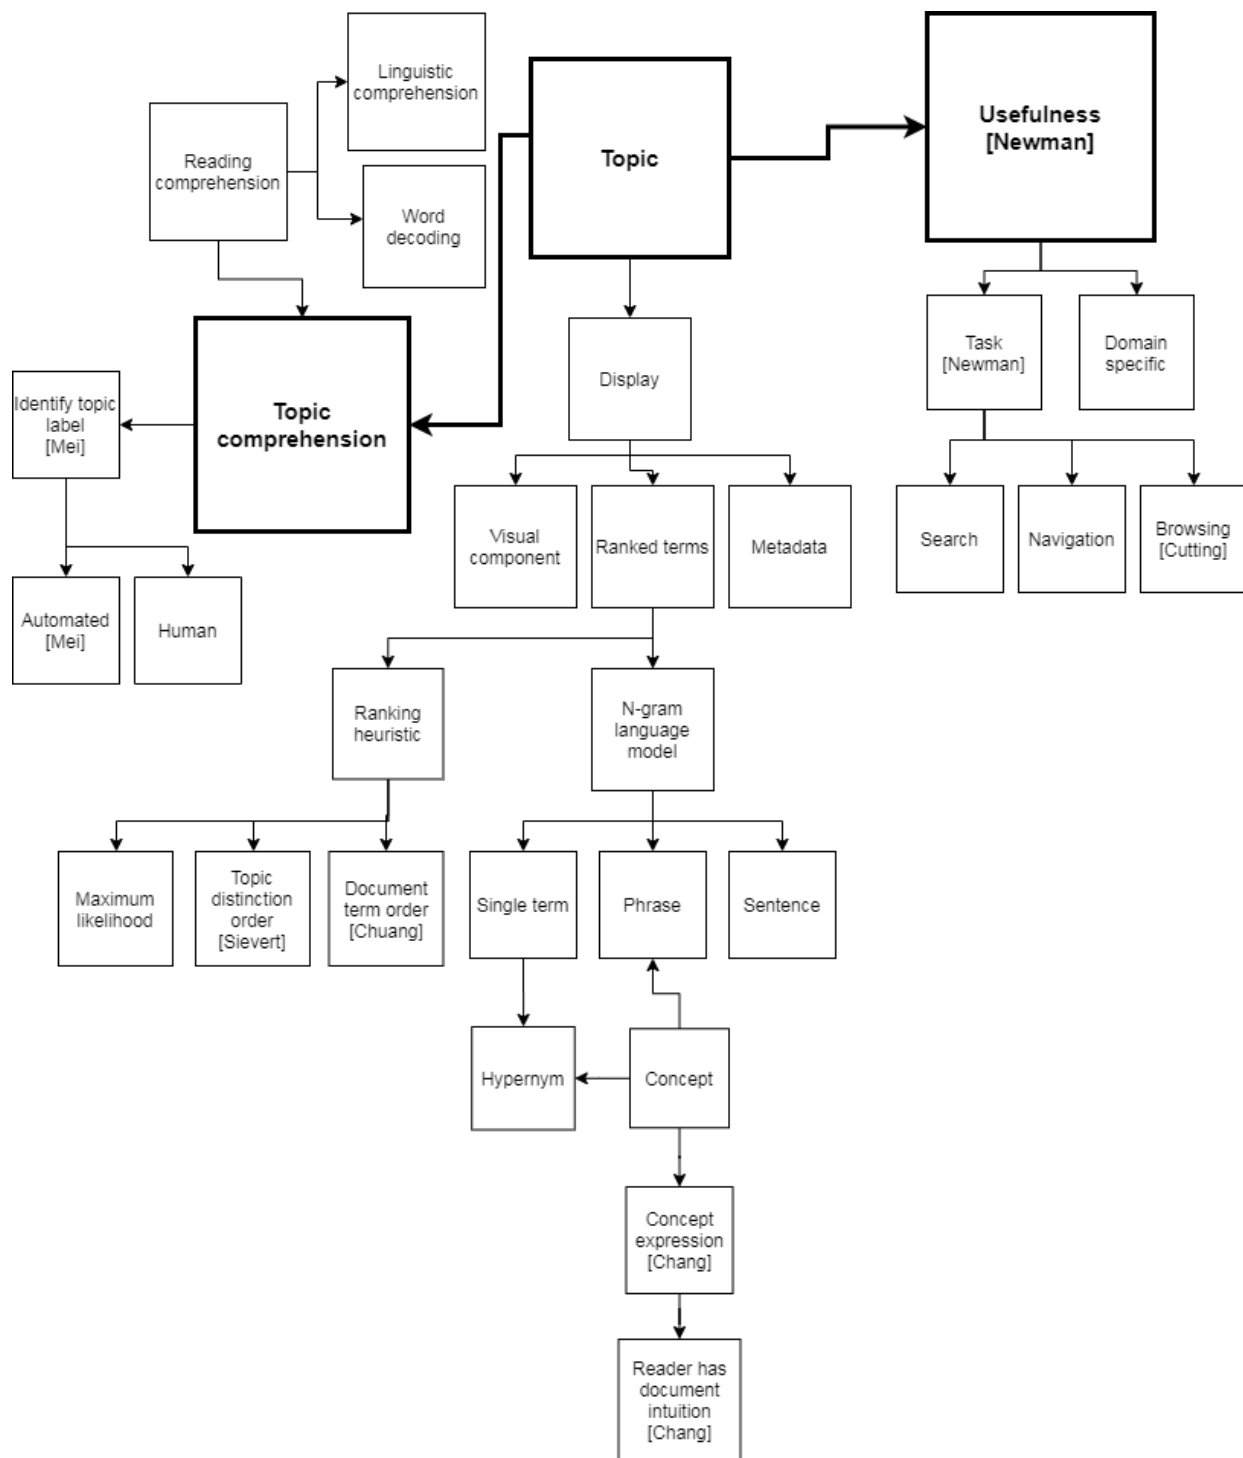 Linguistic
comprehension
Reading
comprehension
Word
decoding
Topic
Usefulness
[Newman]
Task
[Newman]
Domain
specific
Display
Topic
comprehension
Identify topic
label
[Mei]
Automated
[Mei]
Human
Visual
component
Ranked terms
Metadata
Search
Navigation
Browsing
[Cutting]
Ranking
heuristic
N-gram
language
model
Maximum
likelihood
Topic
distinction
order
[Sievert]
Document
term order
[Chuang]
Single term
Phrase
Sentence
Hypernym
Concept
Concept
expression
[Chang]
Reader has
document
intuition
[Chang]